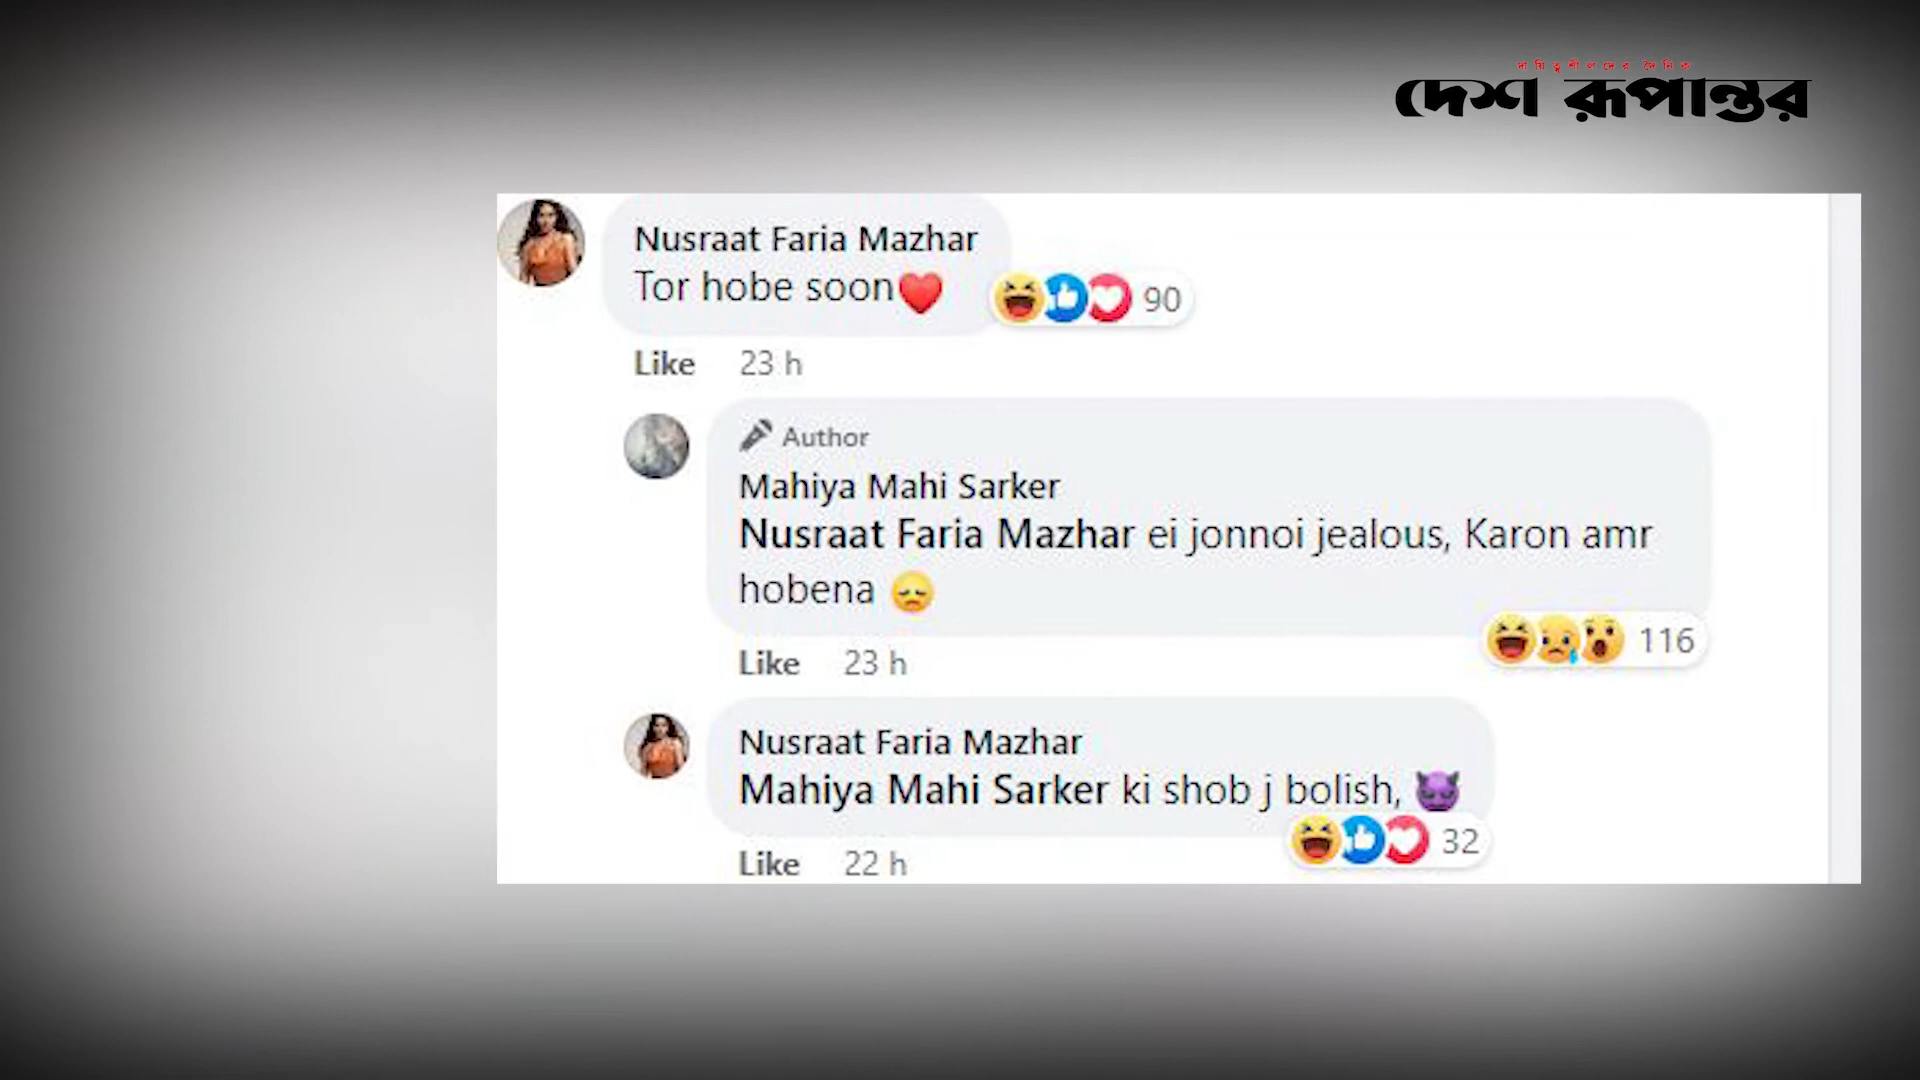 দায়িত্বশীলদের দৈনিক
দেশ রূপান্তর
Nusraat Faria Mazhar
Tor hobe soon❤️
90
Like 23 h
Author
Mahiya Mahi Sarker
Nusraat Faria Mazhar ei jonnoi jealous, Karon amr
hobena 😞
116
Like 23 h
Nusraat Faria Mazhar
Mahiya Mahi Sarker ki shob j bolish, 😈
32
Like 22 h